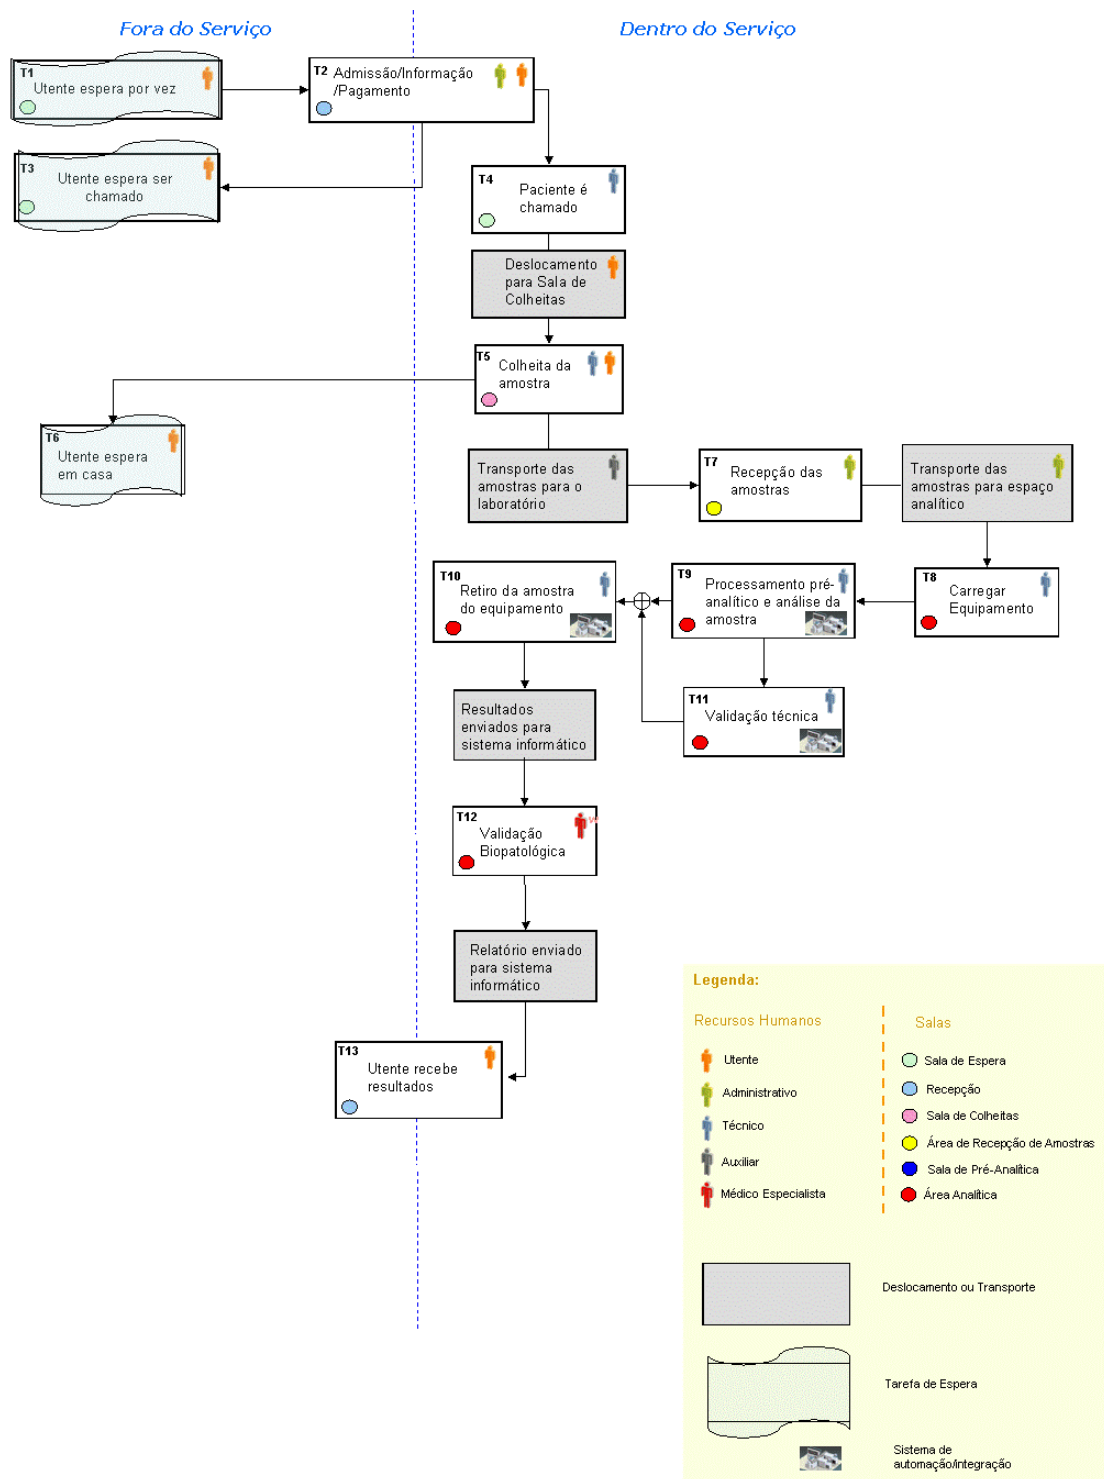 Fora do Serviço
Dentro do Serviço
T1
Utente espera por vez
T2 Admissão/Informação
/Pagamento
T3
Utente espera ser
chamado
T4
Paciente é
chamado
Deslocamento
para Sala de
Colheitas
T5
Colheita da
amostra
T6
Utente espera
em casa
Transporte das
amostras para o
laboratório
T7
Recepção das
amostras
Transporte das
amostras para espaço
analítico
T10
Retiro da amostra
do equipamento
T9
Processamento pré-
analítico e análise da
amostra
T8
Carregar
Equipamento
T11
Validação técnica
Resultados
enviados para
sistema informático
T12
Validação
Biopatológica
Relatório enviado
para sistema
informático
T13
Utente recebe
resultados
Legenda:
Recursos Humanos
Utente
Administrativo
Técnico
Auxiliar
Médico Especialista
Salas
Sala de Espera
Recepção
Sala de Colheitas
Área de Recepção de Amostras
Sala de Pré-Analítica
Área Analítica
Deslocamento ou Transporte
Tarefa de Espera
Sistema de
automação/integração